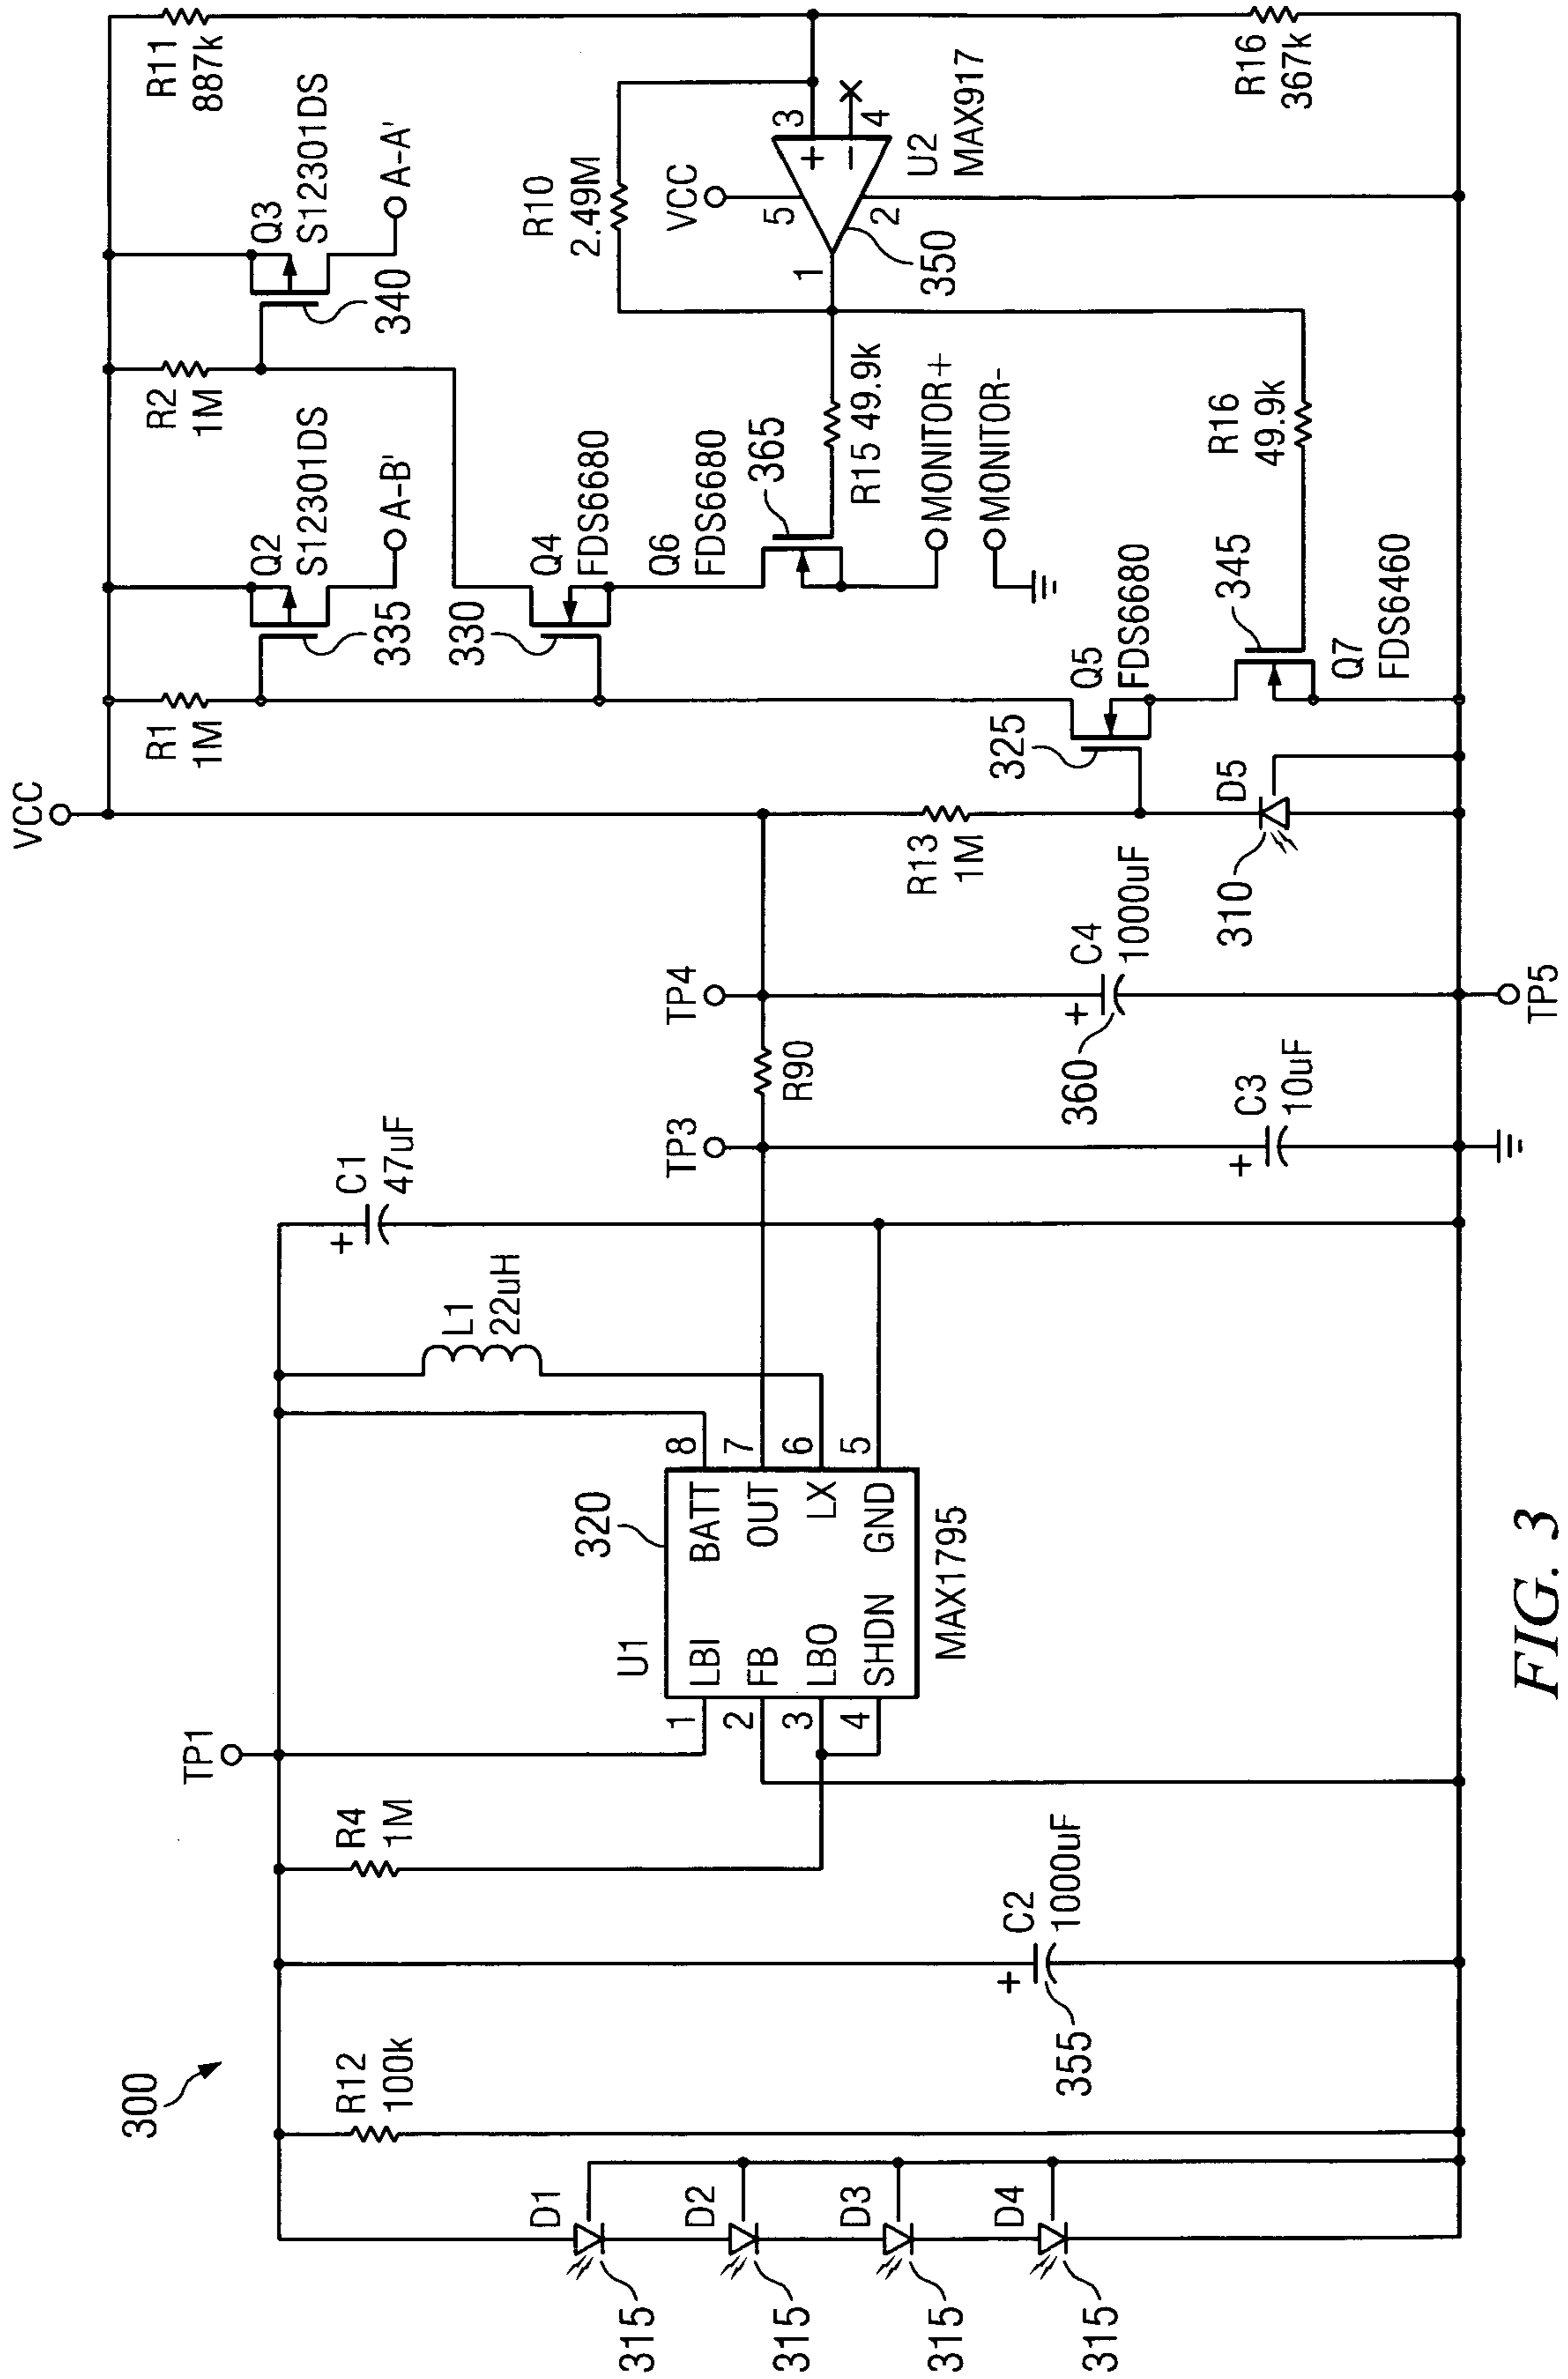 300
R12
100k
D1
315
D2
315
D3
315
D4
315
C2
1000uF
+
355
R4
1M
TP1
U1
320
1 LBI BATT 8
2 FB OUT 7
3 LBO LX 6
4 SHDN GND 5
MAX1795
L1
22uH
C1
47uF
+
TP3
R90
TP4
C3
10uF
+
C4
1000uF
+
360
TP5
VCC
R13
1M
D5
310
R1
1M
Q2
S12301DS
335
A-B'
R2
1M
Q3
S12301DS
340
A-A'
R11
887k
Q4
FDS6680
330
Q6
FDS6680
365
R15 49.9k
MONITOR+
MONITOR-
Q5
FDS6680
325
345
Q7
FDS6460
R16
49.9k
R10
2.49M
VCC
5
3
+
−
4
1
2
U2
MAX917
350
R16
367k
FIG. 3